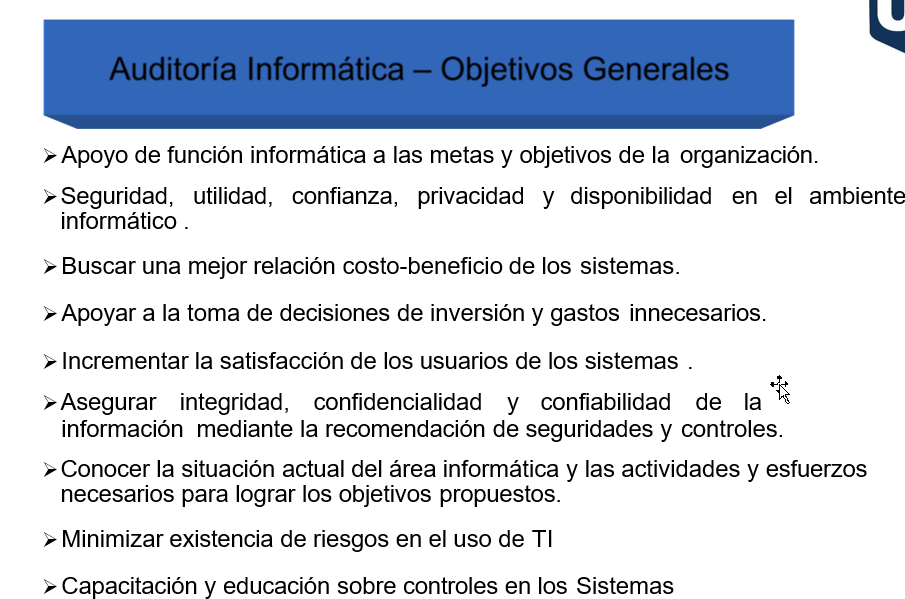 Auditoría Informática – Objetivos Generales
➢Apoyo de función informática a las metas y objetivos de la organización.
➢Seguridad, utilidad, confianza, privacidad y disponibilidad en el ambiente
informático .
➢Buscar una mejor relación costo-beneficio de los sistemas.
➢Apoyar a la toma de decisiones de inversión y gastos innecesarios.
➢Incrementar la satisfacción de los usuarios de los sistemas .
➢Asegurar integridad, confidencialidad y confiabilidad de la
información mediante la recomendación de seguridades y controles.
➢Conocer la situación actual del área informática y las actividades y esfuerzos
necesarios para lograr los objetivos propuestos.
➢Minimizar existencia de riesgos en el uso de TI
➢Capacitación y educación sobre controles en los Sistemas